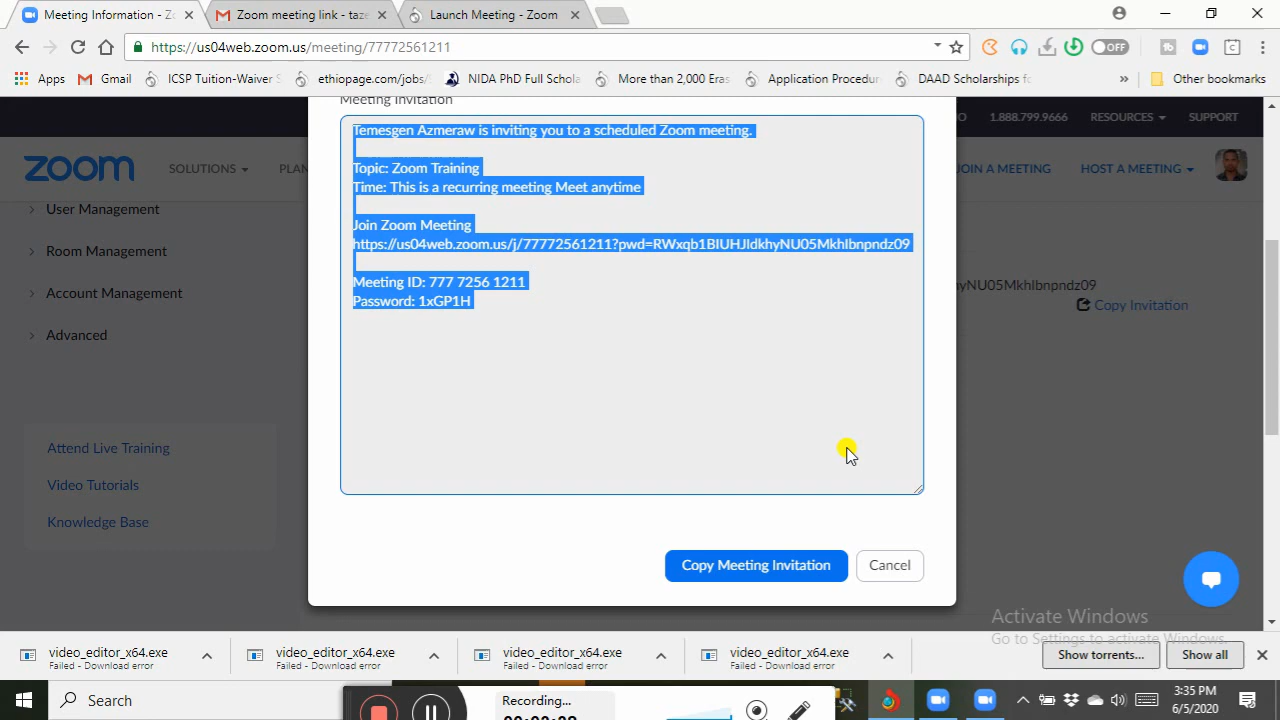 Meeting Information - Zo
Zoom meeting link - taze
Launch Meeting - Zoom
https://us04web.zoom.us/meeting/77772561211
OFF
Apps
Gmail
ICSP Tuition-Waiver S
ethiopage.com/jobs/
NIDA PhD Full Schola
More than 2,000 Eras
Application Procedur
DAAD Scholarships fo
Other bookmarks
1.888.799.9666
RESOURCES
SUPPORT
zoom
SOLUTIONS
PLAN
JOIN A MEETING
HOST A MEETING
User Management
Room Management
Account Management
Advanced
Attend Live Training
Video Tutorials
Knowledge Base
Meeting Invitation
Temesgen Azmeraw is inviting you to a scheduled Zoom meeting.
Topic: Zoom Training
Time: This is a recurring meeting Meet anytime
Join Zoom Meeting
https://us04web.zoom.us/j/77772561211?pwd=RWxqb1BIUHJIdkhyNU05MkhIbnpndz09
Meeting ID: 777 7256 1211
Password: 1xGP1H
yNU05MkhIbnpndz09
Copy Invitation
Copy Meeting Invitation
Cancel
Activate Windows
Go to Settings to activate Windows.
video_editor_x64.exe
Failed - Download error
video_editor_x64.exe
Failed - Download error
video_editor_x64.exe
Failed - Download error
video_editor_x64.exe
Failed - Download error
Show torrents...
Show all
Search
Recording...
3:35 PM
6/5/2020